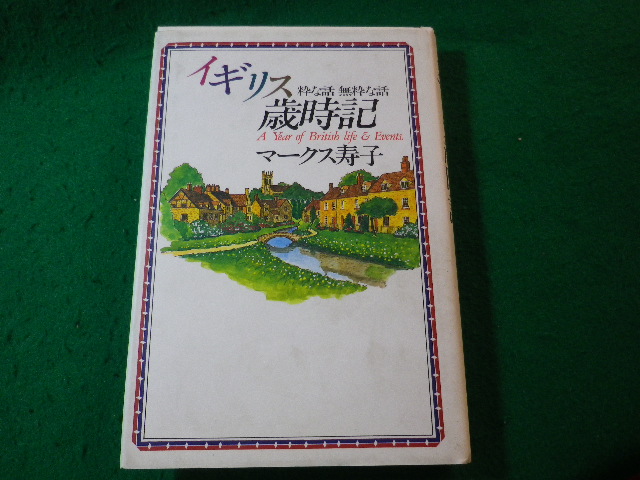 イギリス
粋な話 無粋な話
歳時記
A Year of British life & Events.
マークス寿子